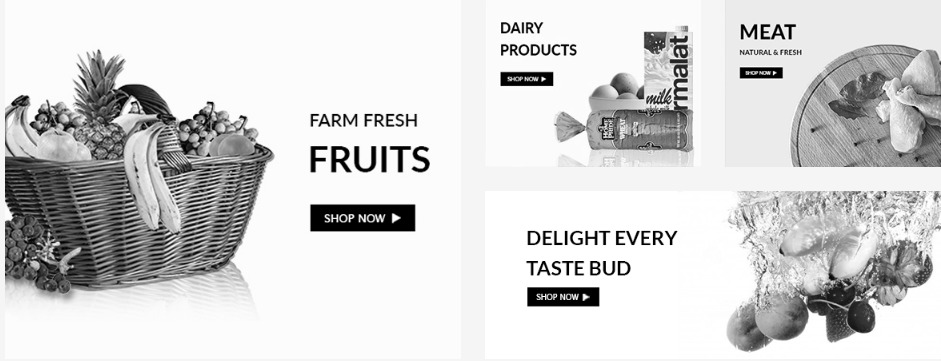 FARM FRESH
FRUITS
SHOP NOW
DAIRY
PRODUCTS
SHOP NOW
milk
rmalat
WHEAT
MEAT
NATURAL & FRESH
SHOP NOW
DELIGHT EVERY
TASTE BUD
SHOP NOW